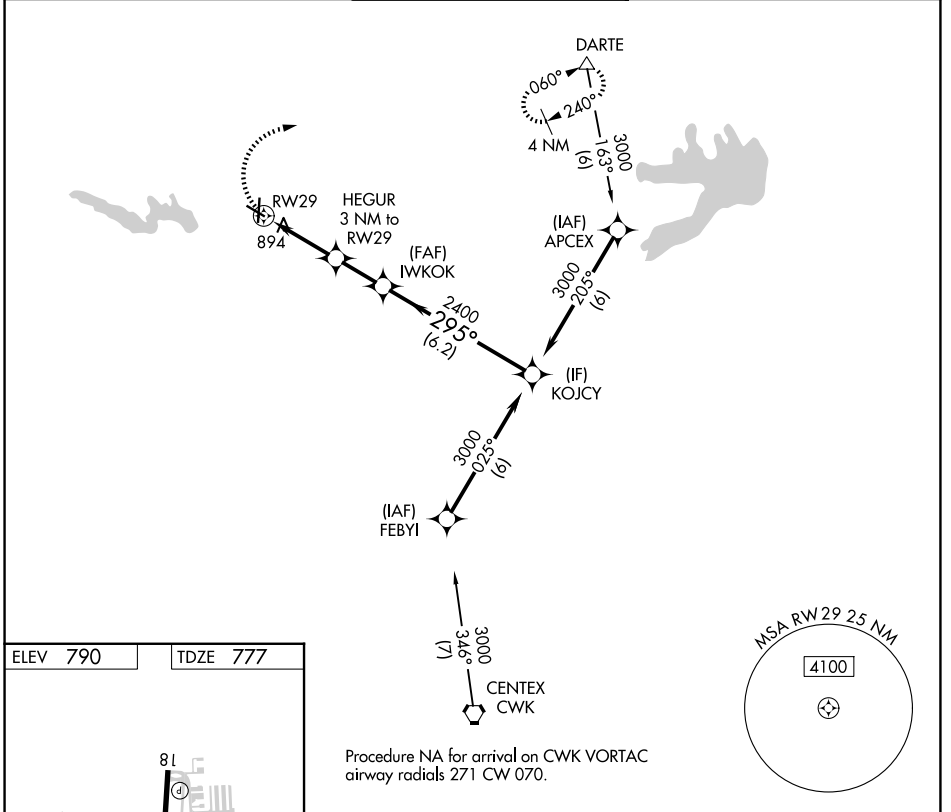 DARTE
060°
240°
4 NM
3000
163°
(6)
RW29
894
HEGUR
3 NM to
RW29
(FAF)
IWKOK
(IAF)
APCEX
3000
205°
(6)
2400
295°
(6.2)
(IF)
KOJCY
3000
025°
(6)
(IAF)
FEBYI
3000
346°
(7)
CENTEX
CWK
MSA RW29 25 NM
4100
ELEV 790
TDZE 777
Procedure NA for arrival on CWK VORTAC
airway radials 271 CW 070.
18
P